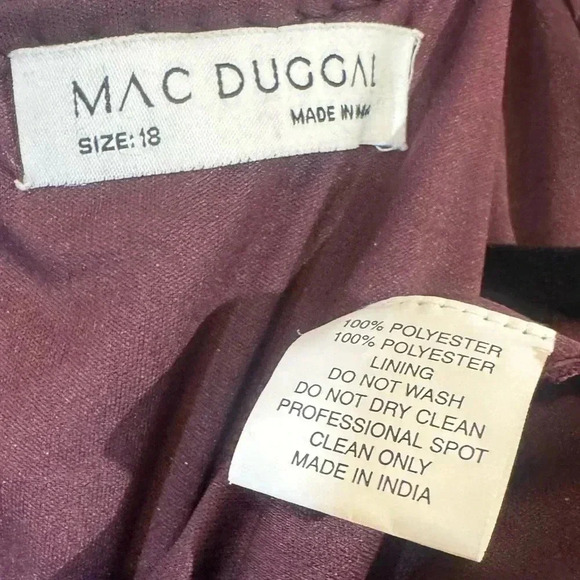 MAC DUGGAL
SIZE: 18
MADE IN
100% POLYESTER
100% POLYESTER
LINING
DO NOT WASH
DO NOT DRY CLEAN
PROFESSIONAL SPOT
CLEAN ONLY
MADE IN INDIA